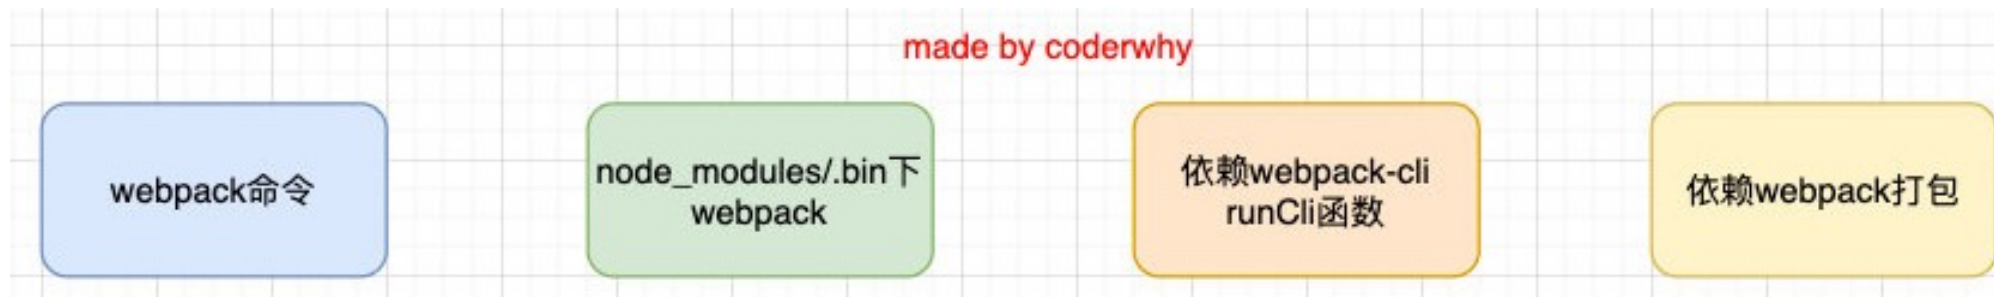 made by coderwhy
webpack命令
node_modules/.bin下
webpack
依赖webpack-cli
runCli函数
依赖webpack打包